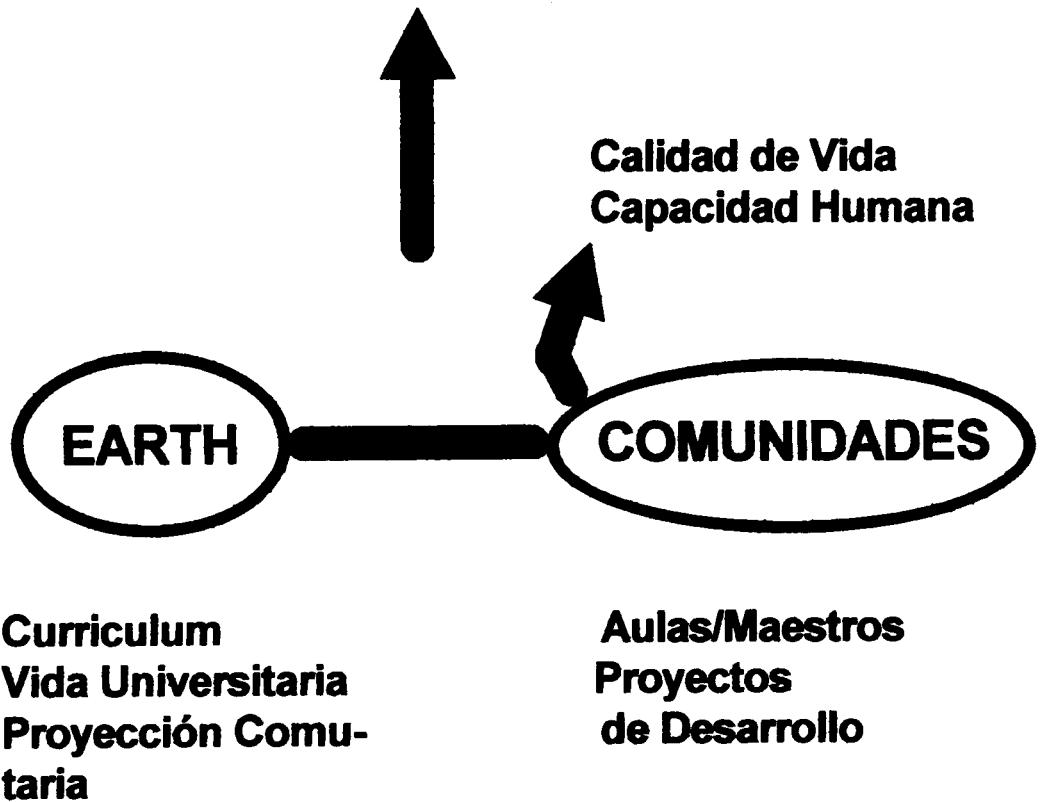 Calidad de Vida
Capacidad Humana
EARTH
COMUNIDADES
Curriculum
Vida Universitaria
Proyección Comu-
taria
Aulas/Maestros
Proyectos
de Desarrollo